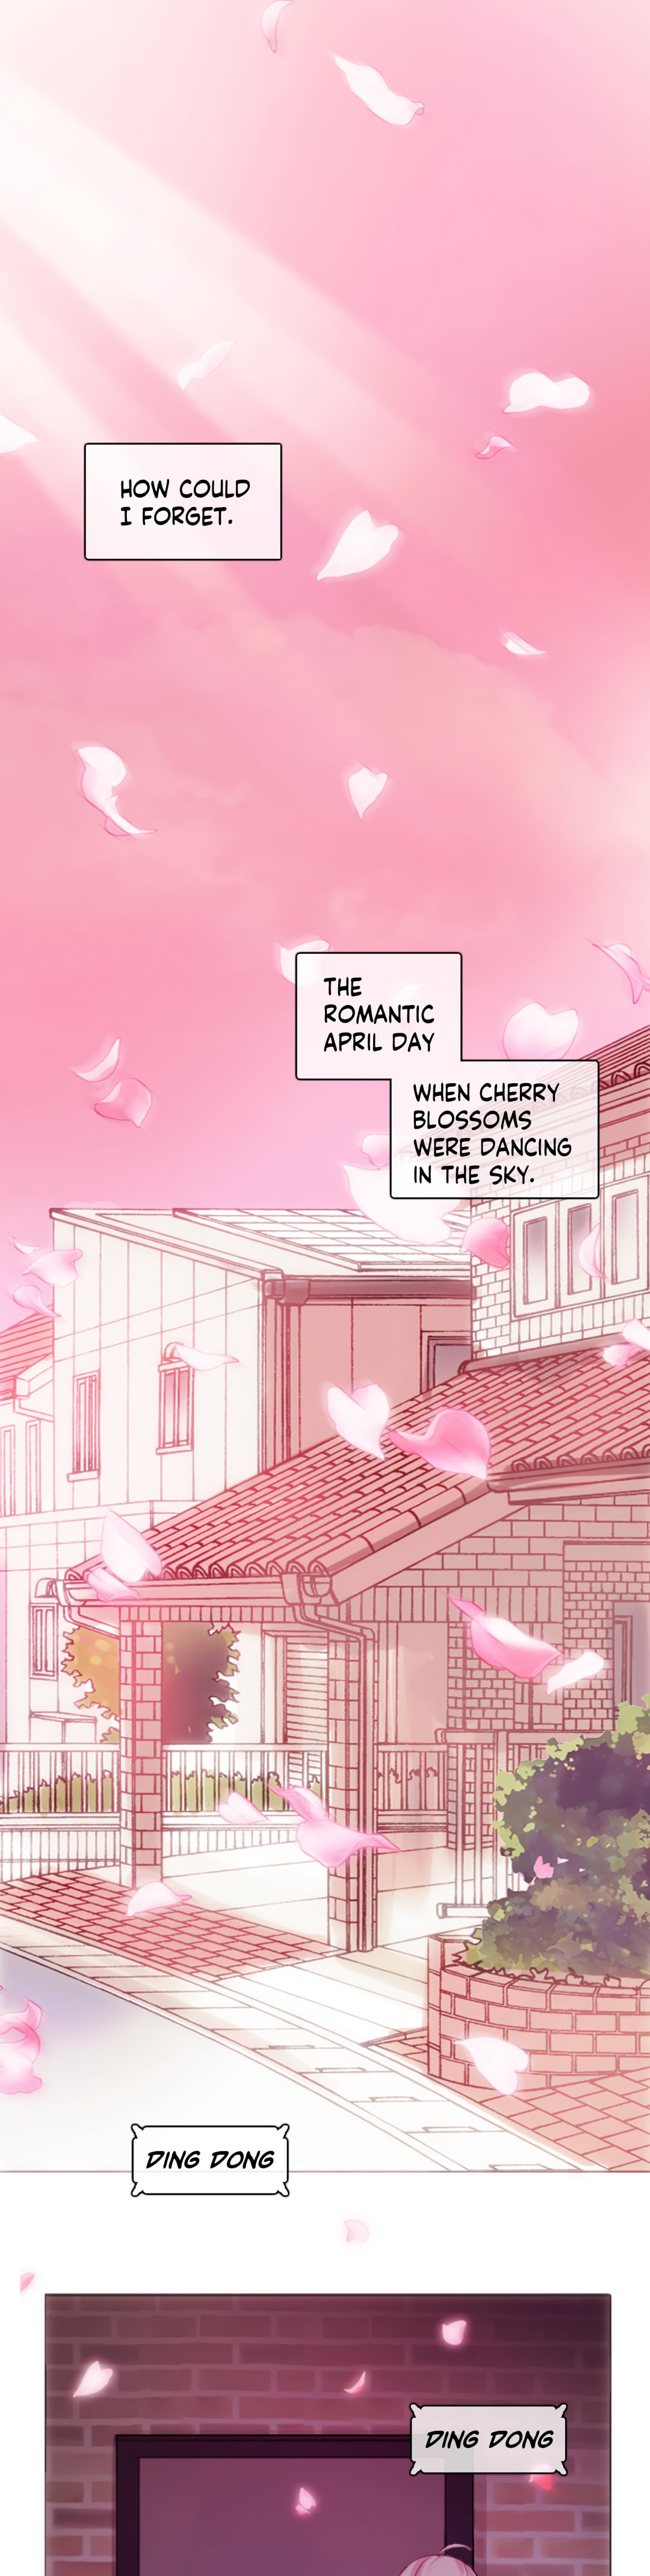 HOW COULD
I FORGET.
THE
ROMANTIC
APRIL DAY
WHEN CHERRY
BLOSSOMS
WERE DANCING
IN THE SKY.
DING DONG
DING DONG